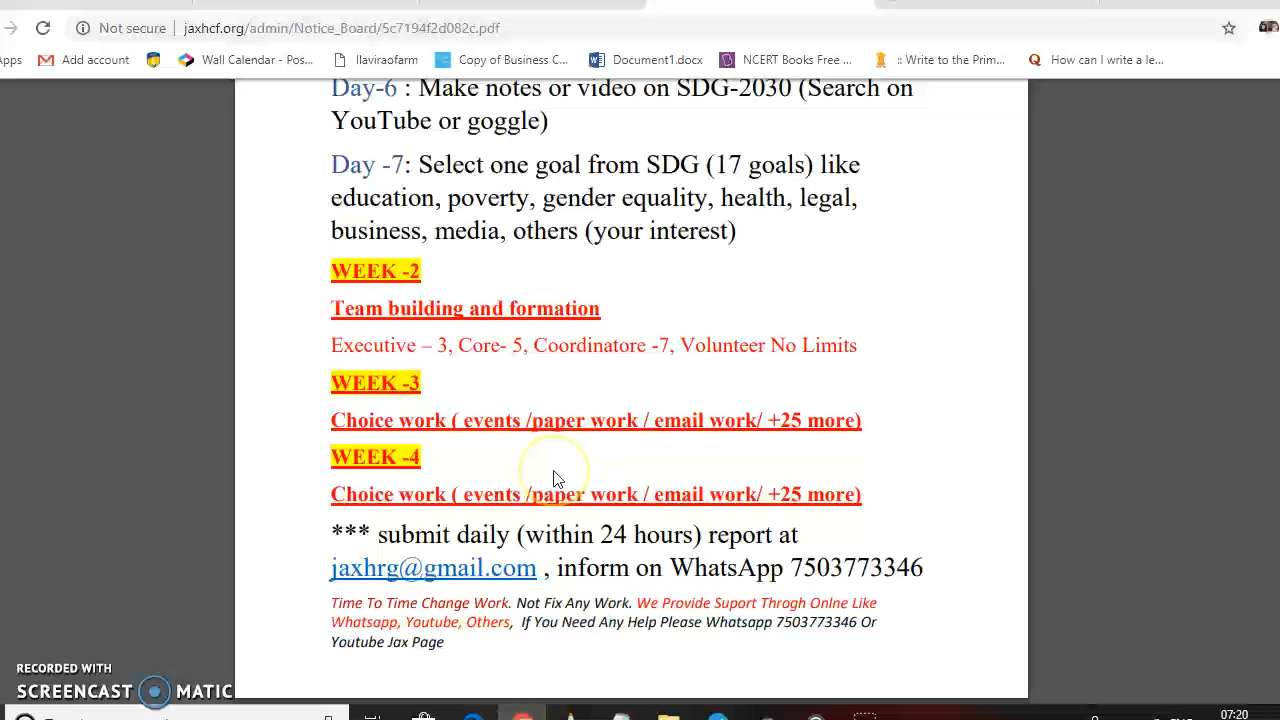 Not secure | jaxhcf.org/admin/Notice_Board/5c7194f2d082c.pdf
Apps Add account Wall Calendar - Pos... llaviraofarm Copy of Business C... Document1.docx NCERT Books Free ... :: Write to the Prim... How can I write a le...
Day-6 : Make notes or video on SDG-2030 (Search on
YouTube or goggle)
Day -7: Select one goal from SDG (17 goals) like
education, poverty, gender equality, health, legal,
business, media, others (your interest)
WEEK -2
Team building and formation
Executive – 3, Core- 5, Coordinatore -7, Volunteer No Limits
WEEK -3
Choice work ( events /paper work / email work/ +25 more)
WEEK -4
Choice work ( events /paper work / email work/ +25 more)
*** submit daily (within 24 hours) report at
jaxhrg@gmail.com , inform on WhatsApp 7503773346
Time To Time Change Work. Not Fix Any Work. We Provide Suport Throgh Onlne Like
Whatsapp, Youtube, Others, If You Need Any Help Please Whatsapp 7503773346 Or
Youtube Jax Page
RECORDED WITH
SCREENCAST MATIC
07:20